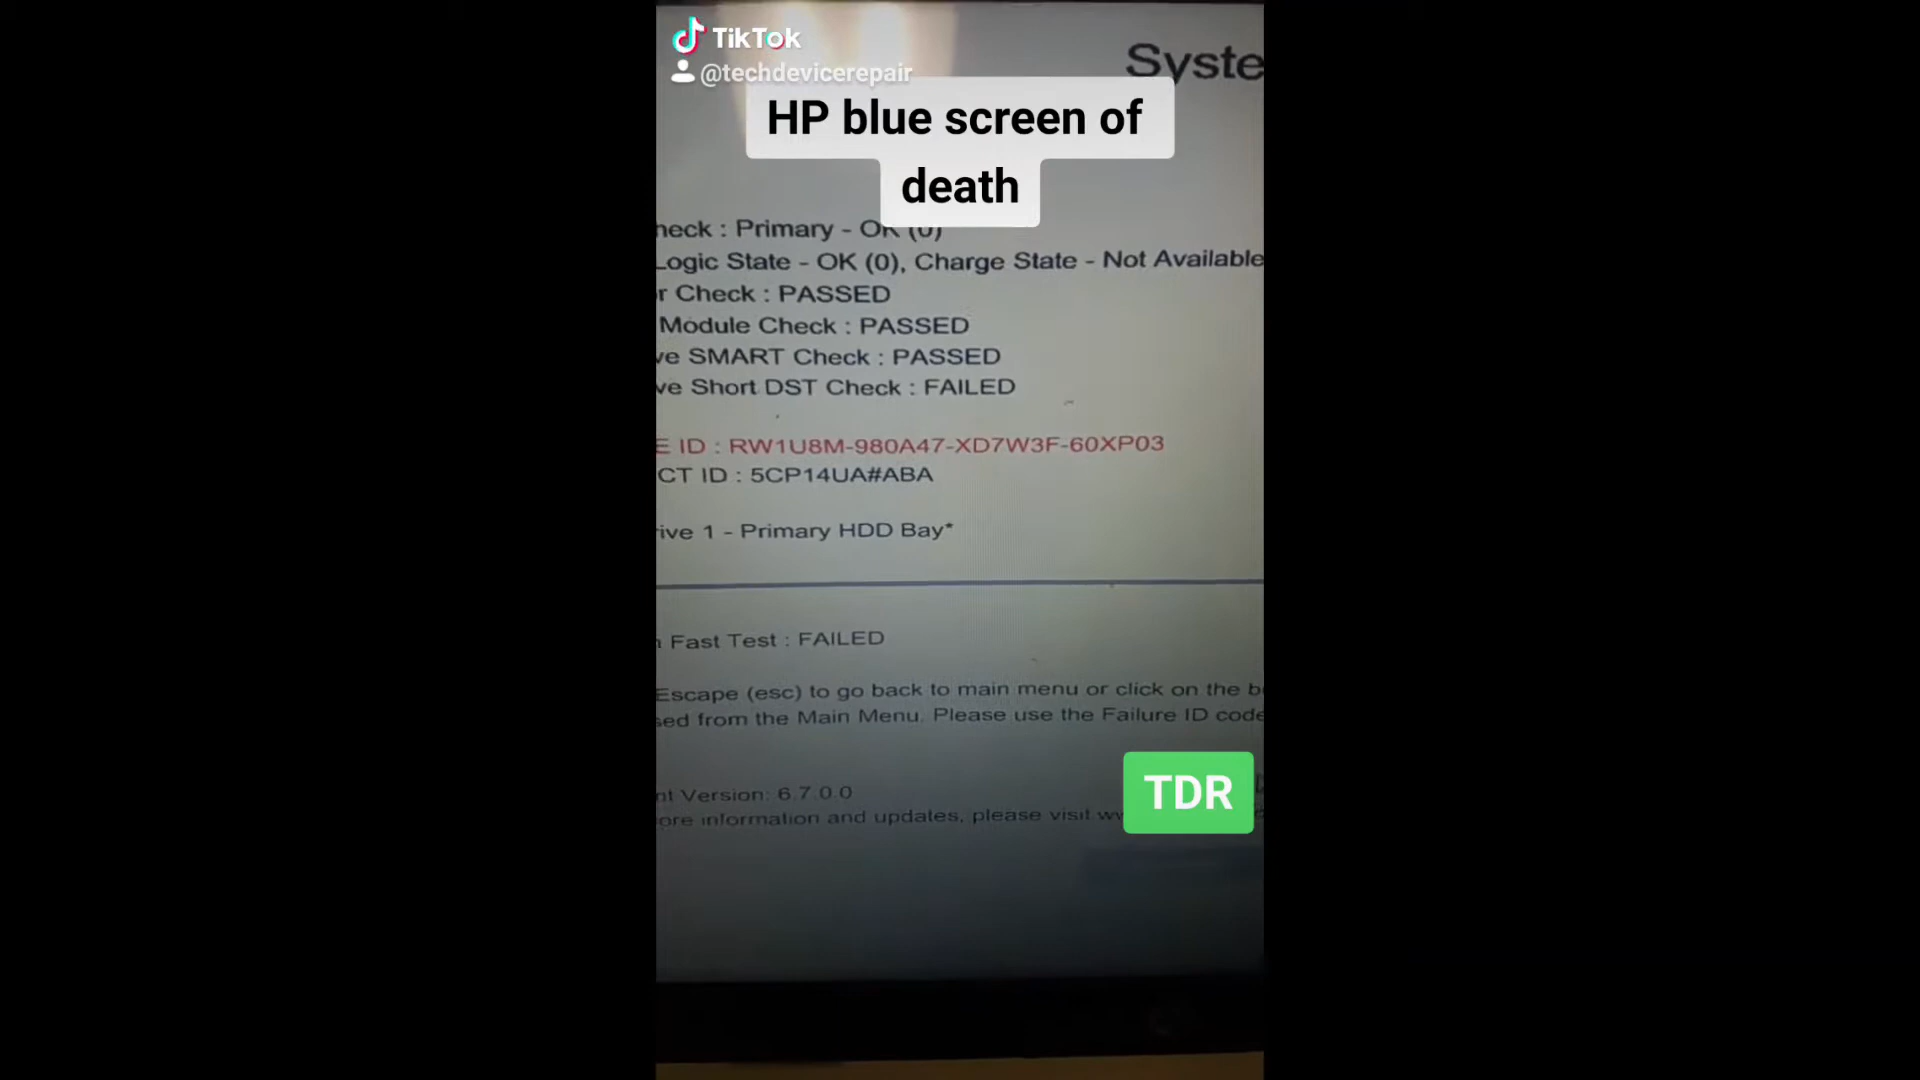 TikTok
@techdevicerepair
Syste
HP blue screen of
death
heck : Primary - OK (0)
Logic State - OK (0), Charge State - Not Available
r Check : PASSED
Module Check : PASSED
ve SMART Check : PASSED
ve Short DST Check : FAILED
E ID : RW1U8M-980A47-XD7W3F-60XP03
CT ID : 5CP14UA#ABA
rive 1 - Primary HDD Bay*
n Fast Test : FAILED
Escape (esc) to go back to main menu or click on the b
sed from the Main Menu. Please use the Failure ID code
TDR
nt Version: 6.7.0.0
ore information and updates, please visit w